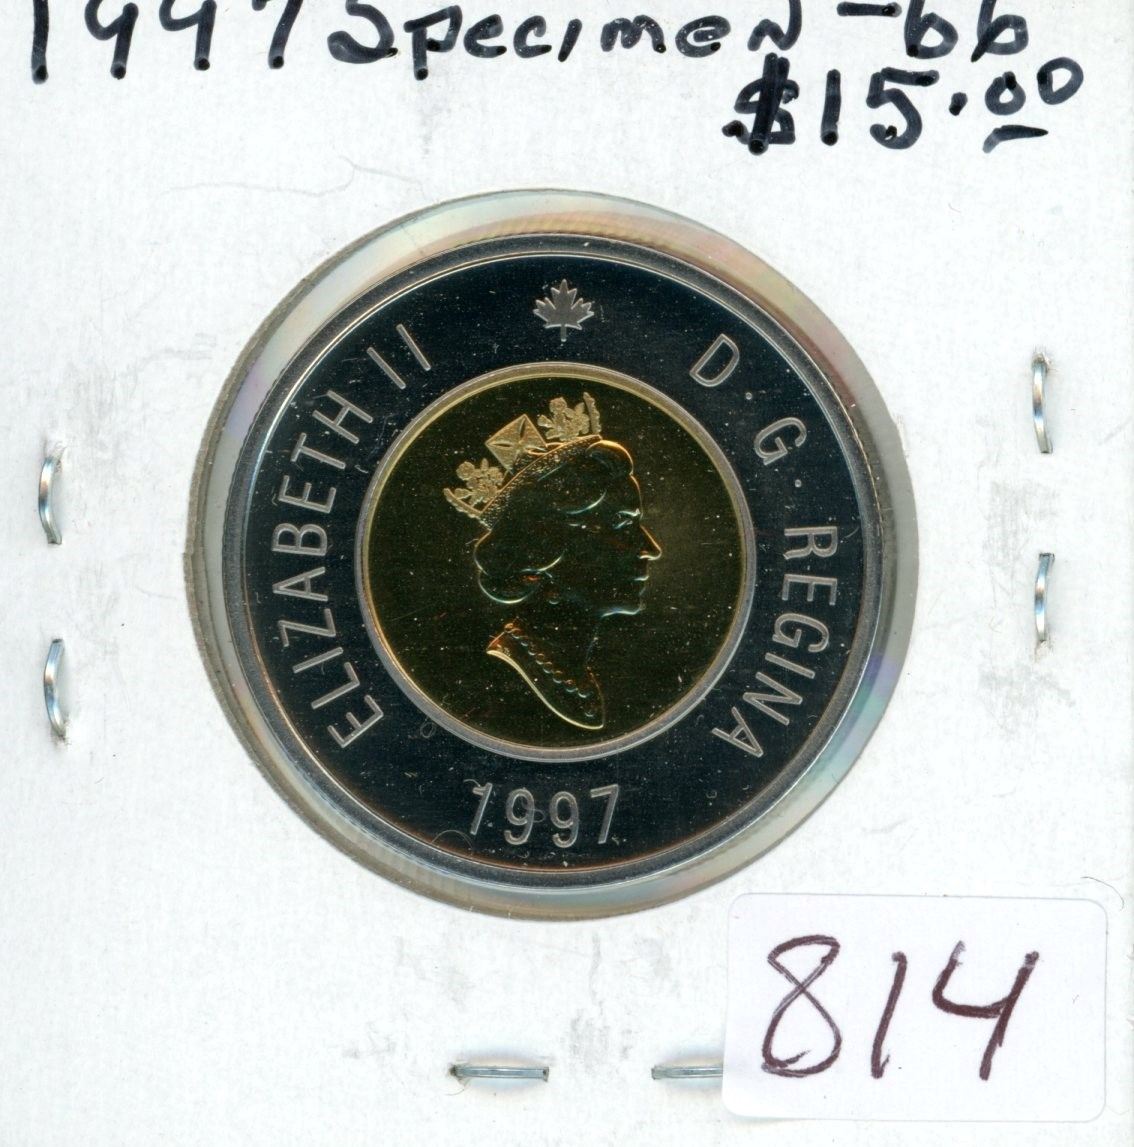 1997 Specimen -66
$15.00
ELIZABETH II D·G·REGINA
1997
814